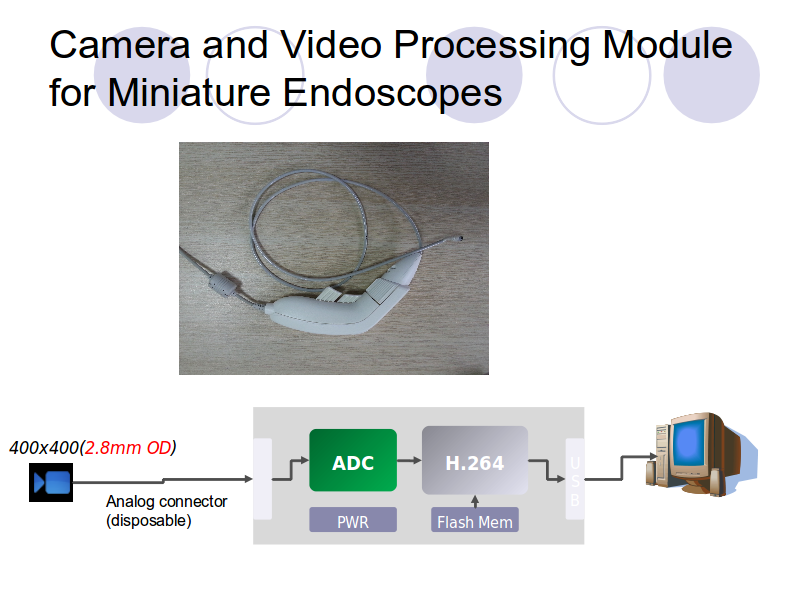 Camera and Video Processing Module
for Miniature Endoscopes
400x400(2.8mm OD)
Analog connector
(disposable)
ADC
H.264
PWR
Flash Mem
U
S
B